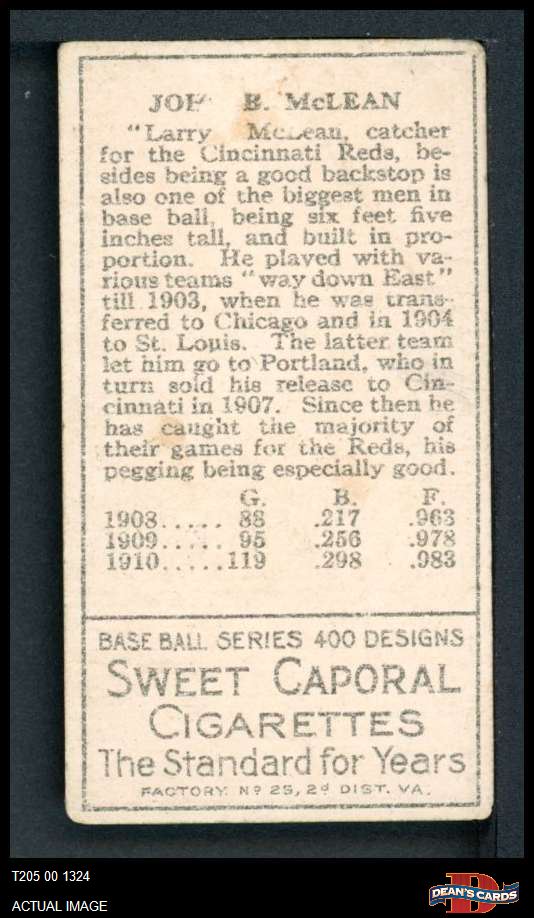 B. McLEAN
"Larry McLean, catcher
for the Cincinnati Reds, be-
sides being a good backstop is
also one of the biggest men in
base ball, being six feet five
inches tall, and built in pro-
portion. He played with va-
rious teams "way down East"
till 1903, when he was trans-
ferred to Chicago and in 1904
to St. Louis. The latter team
let him go to Portland, who in
turn sold his release to Cin-
cinnati in 1907. Since then he
has caught the majority of
their games for the Reds, his
pegging being especially good.
G. B. F.
1908..... 88 .217 .963
1909..... 95 .256 .978
1910.....119 .298 .983
BASE BALL SERIES 400 DESIGNS
SWEET CAPORAL
CIGARETTES
The Standard for Years
FACTORY Nº 25, 2d DIST. VA.
T205 00 1324
ACTUAL IMAGE
DEAN'S CARDS